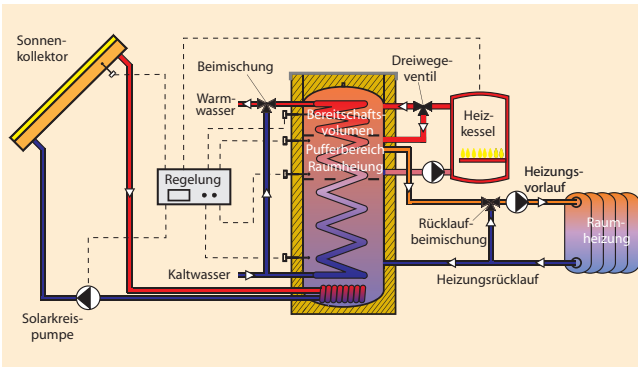 Sonnen-
kollektor
Beimischung
Dreiwege-
ventil
Warm-
wasser
Bereitschafts-
volumen
Heiz-
kessel
Pufferbereich
Raumheiung
Regelung
Heizungs-
vorlauf
Rücklauf-
beimischung
Raum-
heizung
Kaltwasser
Heizungsrücklauf
Solarkreis-
pumpe